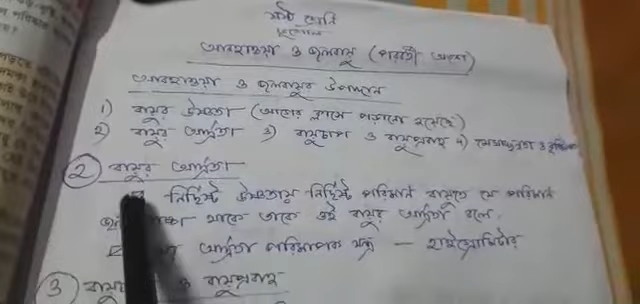 ষষ্ঠ শ্রেণি
ভূগোল
আবহাওয়া ও জলবায়ু (পরবর্তী অংশ)
আবহাওয়া ও জলবায়ুর উপাদান
১) বায়ুর উষ্ণতা (আগের ক্লাসে পড়ানো হয়েছে)
২) বায়ুর আর্দ্রতা ৩) বায়ুচাপ ও বায়ুপ্রবাহ ৪) মেঘাচ্ছন্নতা ও
২ বায়ুর আর্দ্রতা
নির্দিষ্ট উষ্ণতায় নির্দিষ্ট পরিমান বায়ুতে যে পরিমান
থাকে তাকে ওই বায়ুর আর্দ্রতা বলে।
আর্দ্রতা পরিমাপক যন্ত্র — হাইগ্রোমিটার
৩ ও বায়ুপ্রবাহ